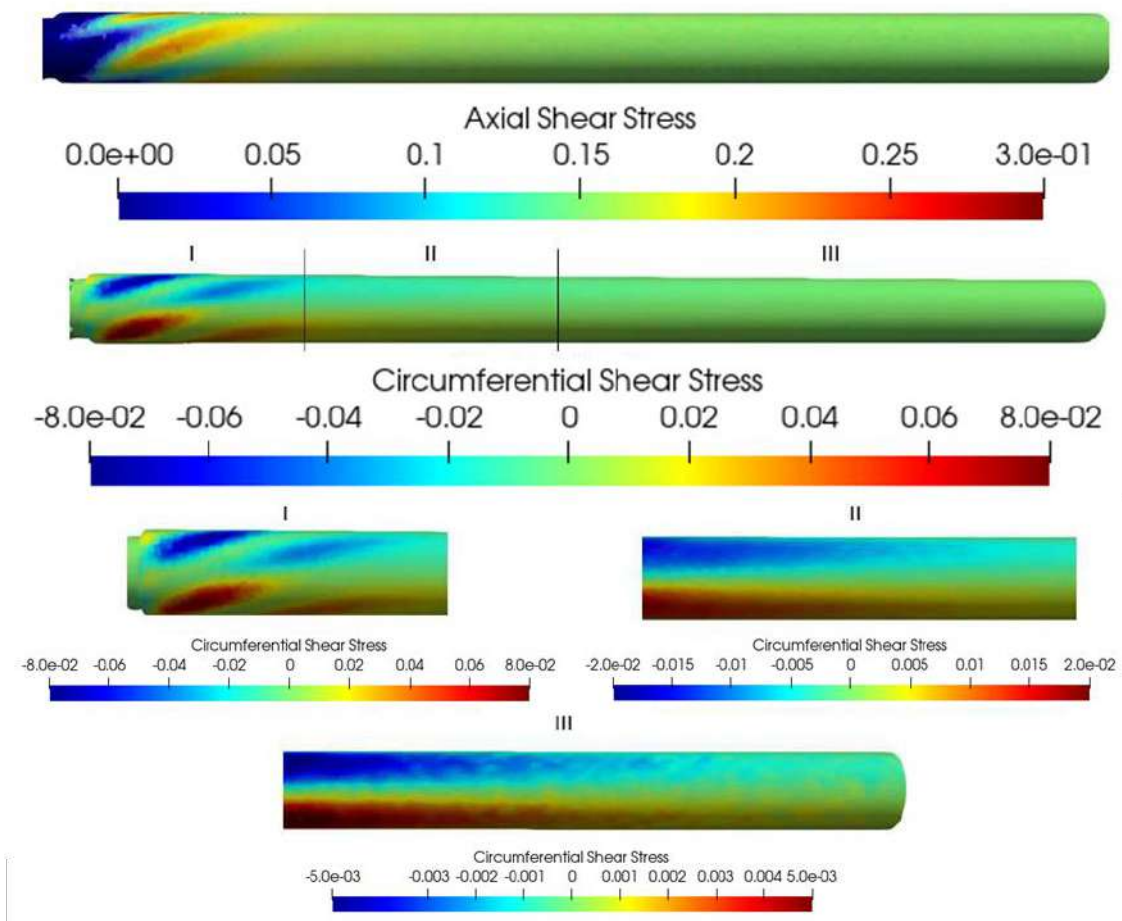 Axial Shear Stress
0.0e+00 0.05 0.1 0.15 0.2 0.25 3.0e-01
I II III
Circumferential Shear Stress
-8.0e-02 -0.06 -0.04 -0.02 0 0.02 0.04 0.06 8.0e-02
I II
Circumferential Shear Stress Circumferential Shear Stress
-8.0e-02 -0.06 -0.04 -0.02 0 0.02 0.04 0.06 8.0e-02 -2.0e-02 -0.015 -0.01 -0.005 0 0.005 0.01 0.015 2.0e-02
III
Circumferential Shear Stress
-5.0e-03 -0.003 -0.002 -0.001 0 0.001 0.002 0.003 0.004 5.0e-03